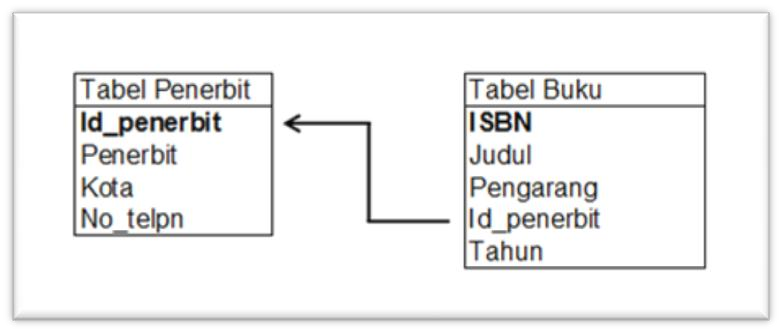 Tabel Penerbit
Id_penerbit
Penerbit
Kota
No_telpn
Tabel Buku
ISBN
Judul
Pengarang
Id_penerbit
Tahun